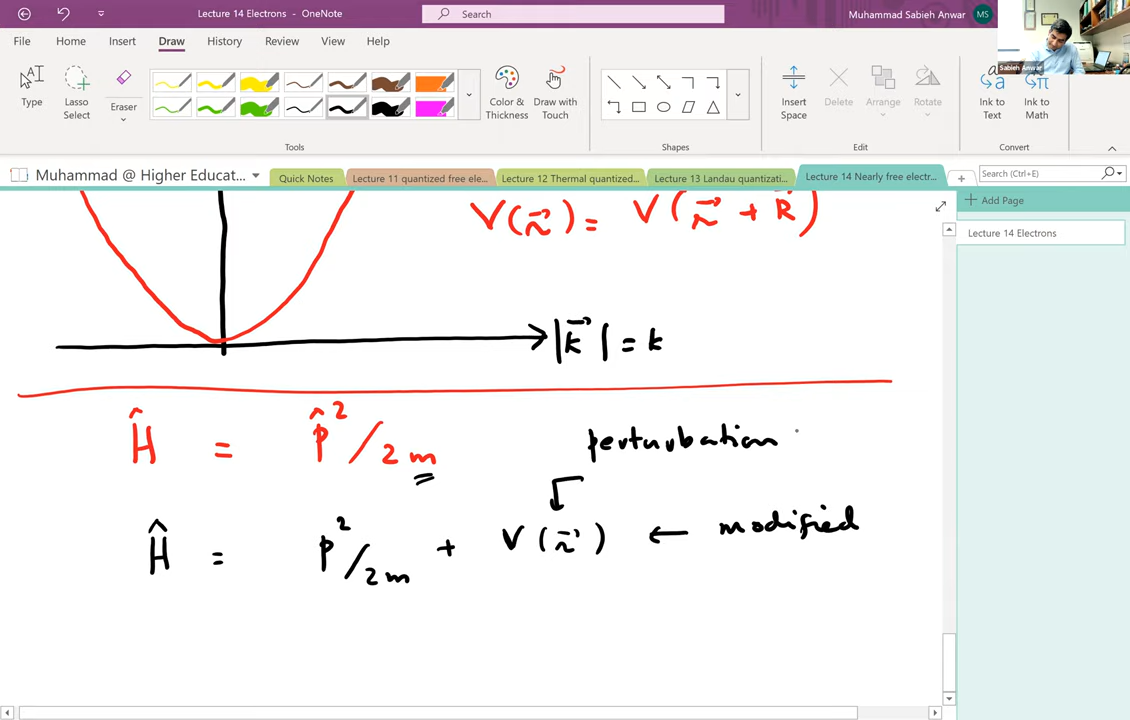 Lecture 14 Electrons - OneNote
Search
Muhammad Sabieh Anwar
MS
File Home Insert Draw History Review View Help
Sabieh Anwar
Type
Lasso Select
Eraser
Color & Thickness
Draw with Touch
Insert Space
Delete
Arrange
Rotate
Ink to Text
Ink to Math
Tools
Shapes
Edit
Convert
Muhammad @ Higher Educat...
Quick Notes
Lecture 11 quantized free ele...
Lecture 12 Thermal quantized...
Lecture 13 Landau quantizati...
Lecture 14 Nearly free electr...
Search (Ctrl+E)
Add Page
Lecture 14 Electrons
V(r⃗) = V(r⃗ + R⃗)
|k⃗| = k
Ĥ = p̂²/2m
perturbation
Ĥ = p²/2m + V(r⃗) ← modified